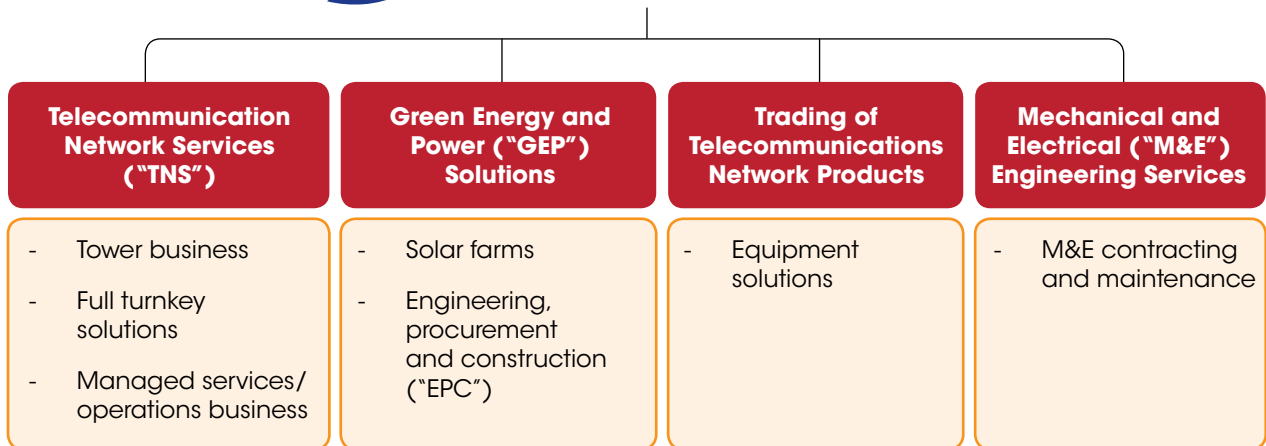 Telecommunication
Network Services
("TNS")
- Tower business
- Full turnkey
solutions
- Managed services/
operations business
Green Energy and
Power ("GEP")
Solutions
- Solar farms
- Engineering,
procurement
and construction
("EPC")
Trading of
Telecommunications
Network Products
- Equipment
solutions
Mechanical and
Electrical ("M&E")
Engineering Services
- M&E contracting
and maintenance